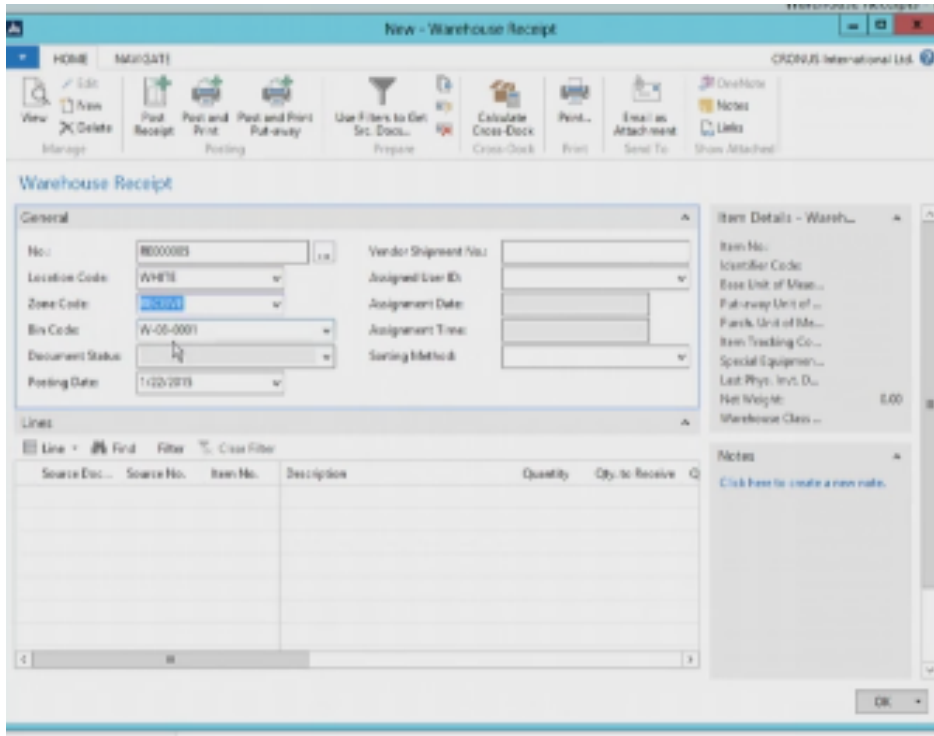 Warehouse Receipts
New - Warehouse Receipt
HOME NAVIGATE CRONUS International Ltd.
View Edit New Delete
Post Receipt
Post and Print
Post and Print Put-away
Use Filters to Get Src. Docs...
Calculate Cross-Dock
Print...
Email as Attachment
OneNote
Notes
Links
Manage Posting Prepare Cross-Dock Print Send To Show Attached
Warehouse Receipt
General
No.: RE000005 Vendor Shipment No.:
Location Code: WHITE Assigned User ID:
Zone Code: RECEIVE Assignment Date:
Bin Code: W-08-0001 Assignment Time:
Document Status: Sorting Method:
Posting Date: 1/22/2015
Lines
Line Find Filter Clear Filter
Source Doc... Source No. Item No. Description Quantity Qty. to Receive Q
Item Details - Wareh...
Item No.:
Identifier Code:
Base Unit of Meas...
Put-away Unit of ...
Purch. Unit of Me...
Item Tracking Co...
Special Equipmen...
Last Phys. Invt. D...
Net Weight: 0.00
Warehouse Class ...
Notes
Click here to create a new note.
OK